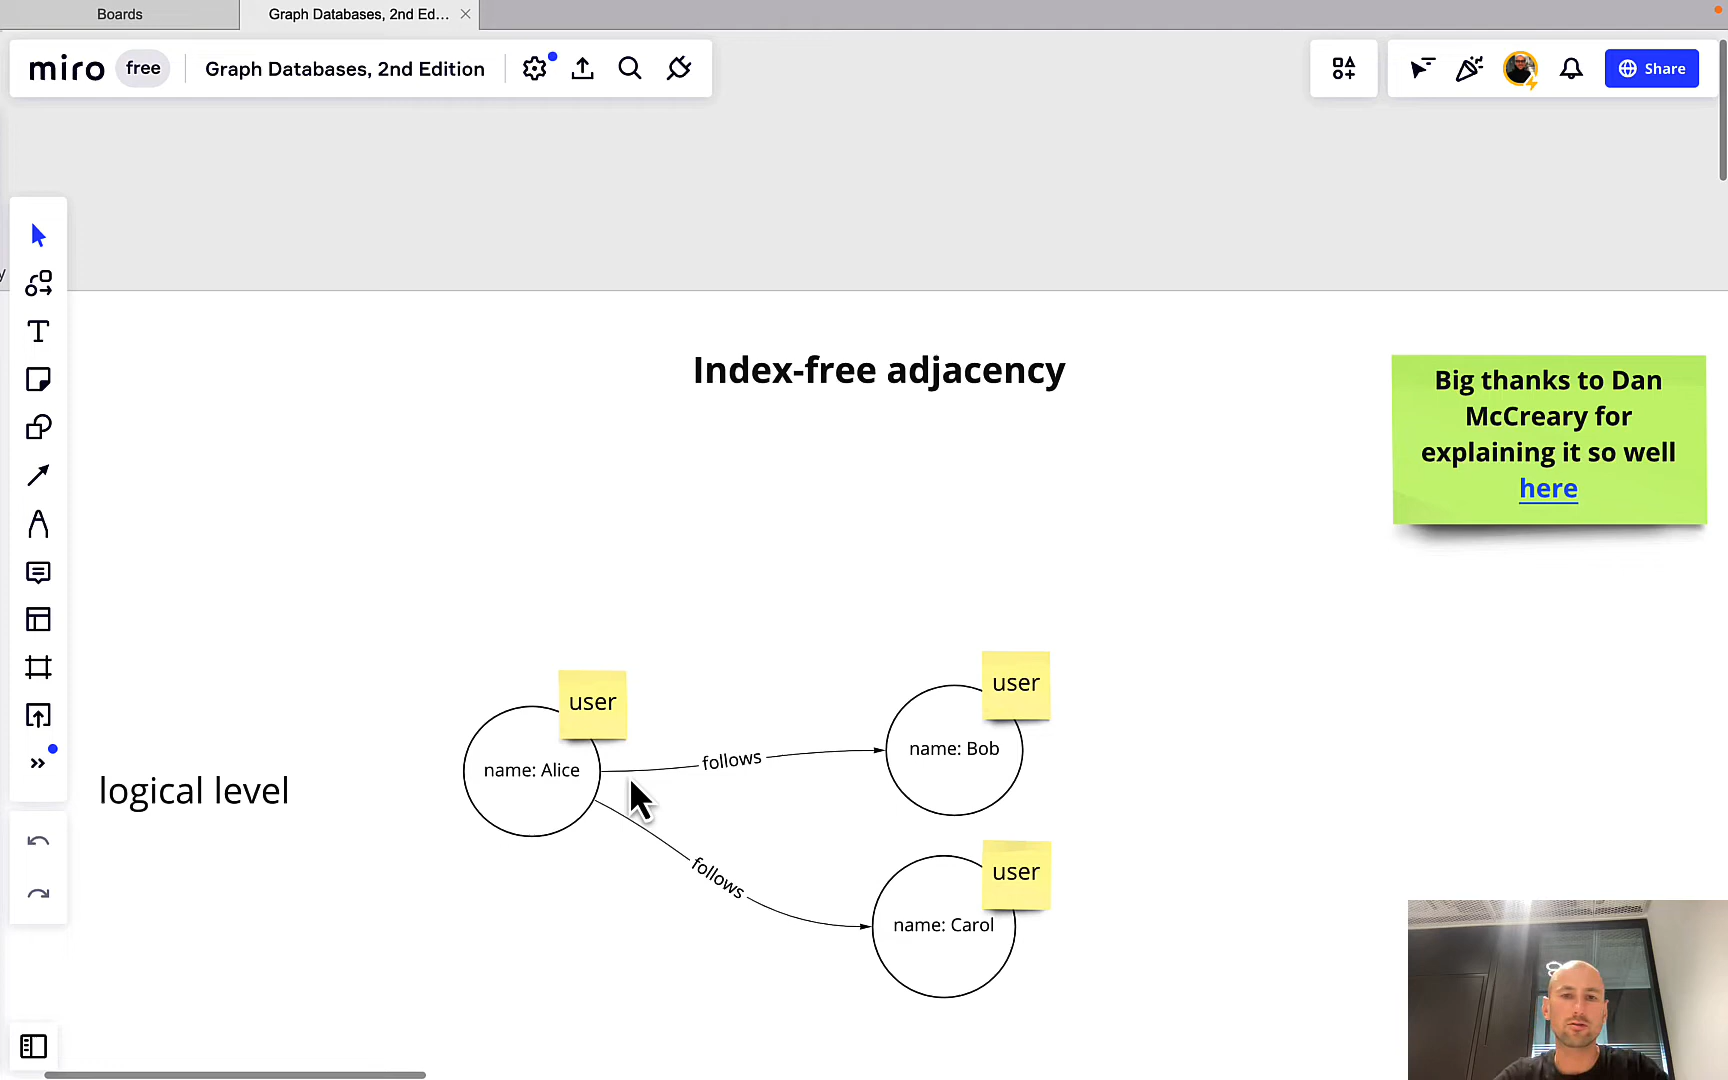 Boards
Graph Databases, 2nd Ed...
miro
free
Graph Databases, 2nd Edition
Share
y
Index-free adjacency
Big thanks to Dan
McCreary for
explaining it so well
here
user
user
name: Alice
follows
name: Bob
logical level
follows
user
name: Carol